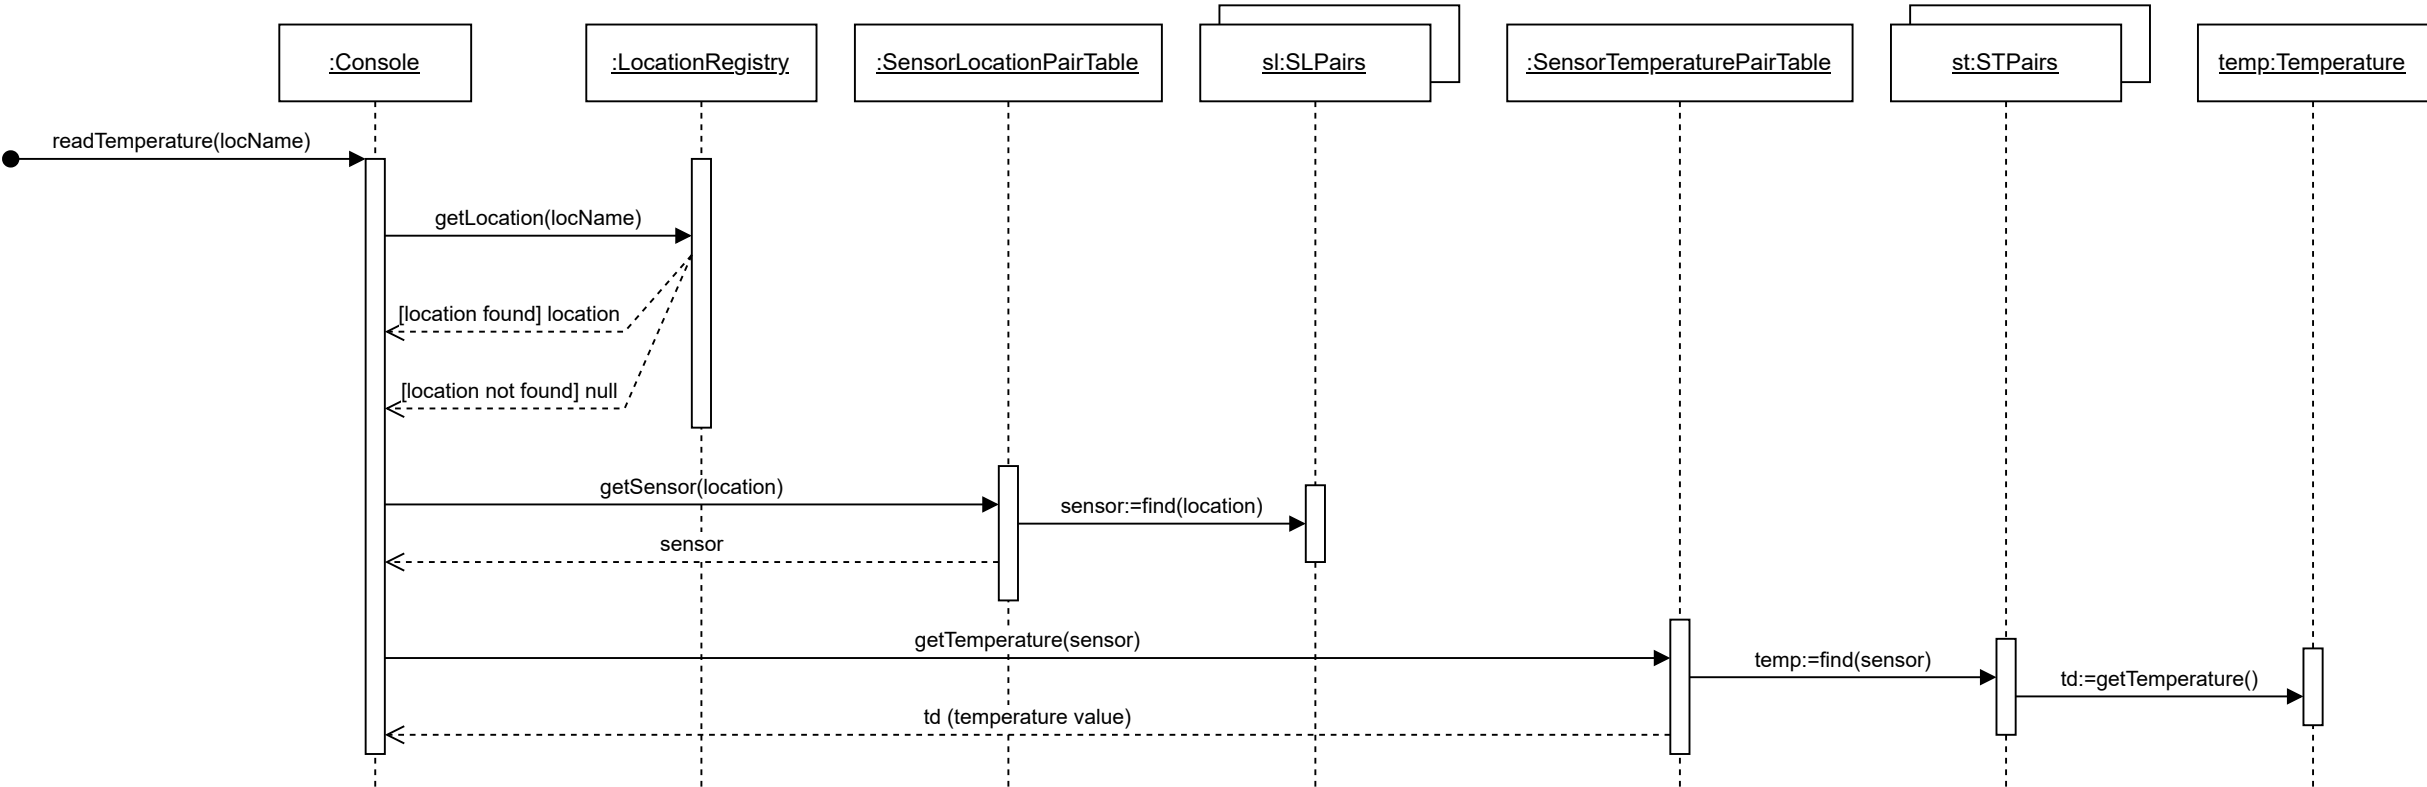 :Console
:LocationRegistry
:SensorLocationPairTable
sl:SLPairs
:SensorTemperaturePairTable
st:STPairs
temp:Temperature
readTemperature(locName)
getLocation(locName)
[location found] location
[location not found] null
getSensor(location)
sensor:=find(location)
sensor
getTemperature(sensor)
temp:=find(sensor)
td:=getTemperature()
td (temperature value)